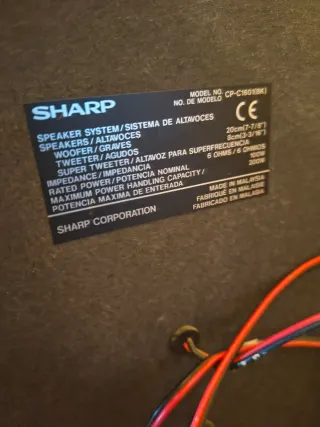 SHARP
MODEL NO. CP-C1601(BK)
NO. DE MODELO
CE
SPEAKER SYSTEM/SISTEMA DE ALTAVOCES
SPEAKERS/ALTAVOCES
WOOFER/GRAVES 20cm(7-7/8")
TWEETER/AGUDOS 8cm(3-3/16")
SUPER TWEETER/ALTAVOZ PARA SUPERFRECUENCIA
IMPEDANCE/IMPEDANCIA 6 OHMS/6 OHMIOS
RATED POWER/POTENCIA NOMINAL 100W
MAXIMUM POWER HANDLING CAPACITY/ 200W
POTENCIA MAXIMA DE ENTERADA
MADE IN MALAYSIA
FABRIQUÉ EN MALAISIE
FABRICADO EN MALASIA
SHARP CORPORATION